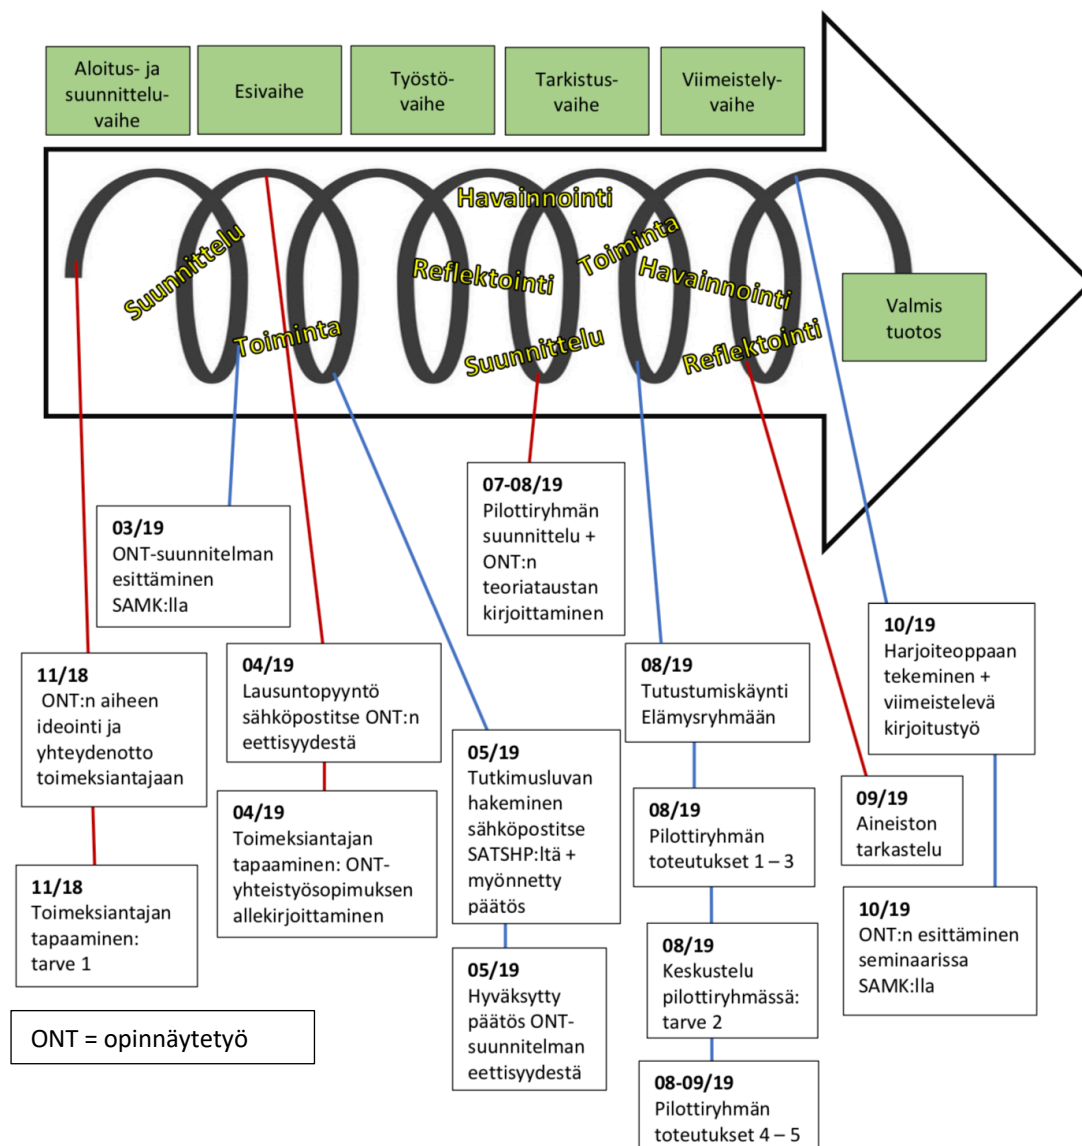 Aloitus- ja
suunnittelu-
vaihe
Esivaihe
Työstö-
vaihe
Tarkistus-
vaihe
Viimeistely-
vaihe
Suunnittelu
Toiminta
Havainnointi
Reflektointi
Suunnittelu
Toiminta
Havainnointi
Reflektointi
Valmis
tuotos
03/19
ONT-suunnitelman
esittäminen
SAMK:lla
07-08/19
Pilottiryhmän
suunnittelu +
ONT:n
teoriataustan
kirjoittaminen
11/18
ONT:n aiheen
ideointi ja
yhteydenotto
toimeksiantajaan
11/18
Toimeksiantajan
tapaaminen:
tarve 1
04/19
Lausuntopyyntö
sähköpostitse ONT:n
eettisyydestä
04/19
Toimeksiantajan
tapaaminen: ONT-
yhteistyösopimuksen
allekirjoittaminen
05/19
Tutkimusluvan
hakeminen
sähköpostitse
SATSHP:ltä +
myönnetty
päätös
05/19
Hyväksytty
päätös ONT-
suunnitelman
eettisyydestä
08/19
Tutustumiskäynti
Elämysryhmään
08/19
Pilottiryhmän
toteutukset 1 – 3
08/19
Keskustelu
pilottiryhmässä:
tarve 2
08-09/19
Pilottiryhmän
toteutukset 4 – 5
09/19
Aineiston
tarkastelu
10/19
Harjoiteoppaan
tekeminen +
viimeistelevä
kirjoitustyö
10/19
ONT:n esittäminen
seminaarissa
SAMK:lla
ONT = opinnäytetyö